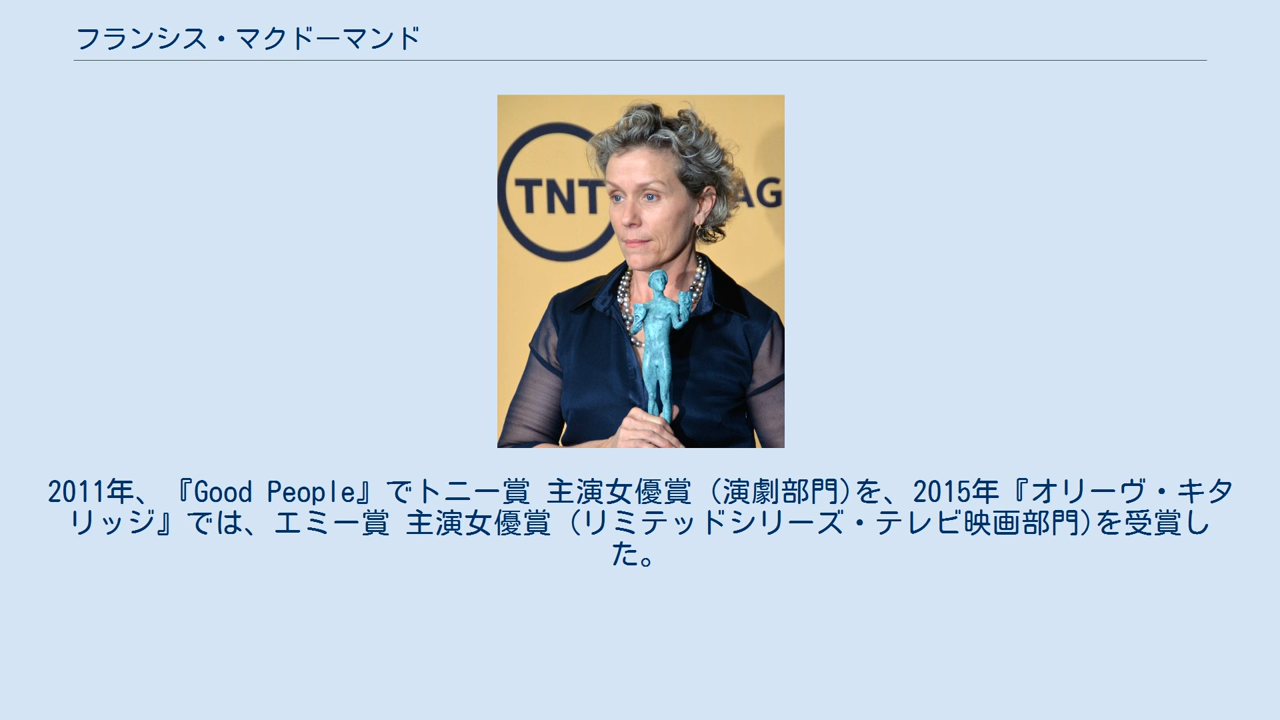 フランシス・マクドーマンド
TNT
AG
2011年、『Good People』でトニー賞 主演女優賞 (演劇部門)を、2015年『オリーヴ・キタ
リッジ』では、エミー賞 主演女優賞 (リミテッドシリーズ・テレビ映画部門)を受賞し
た。